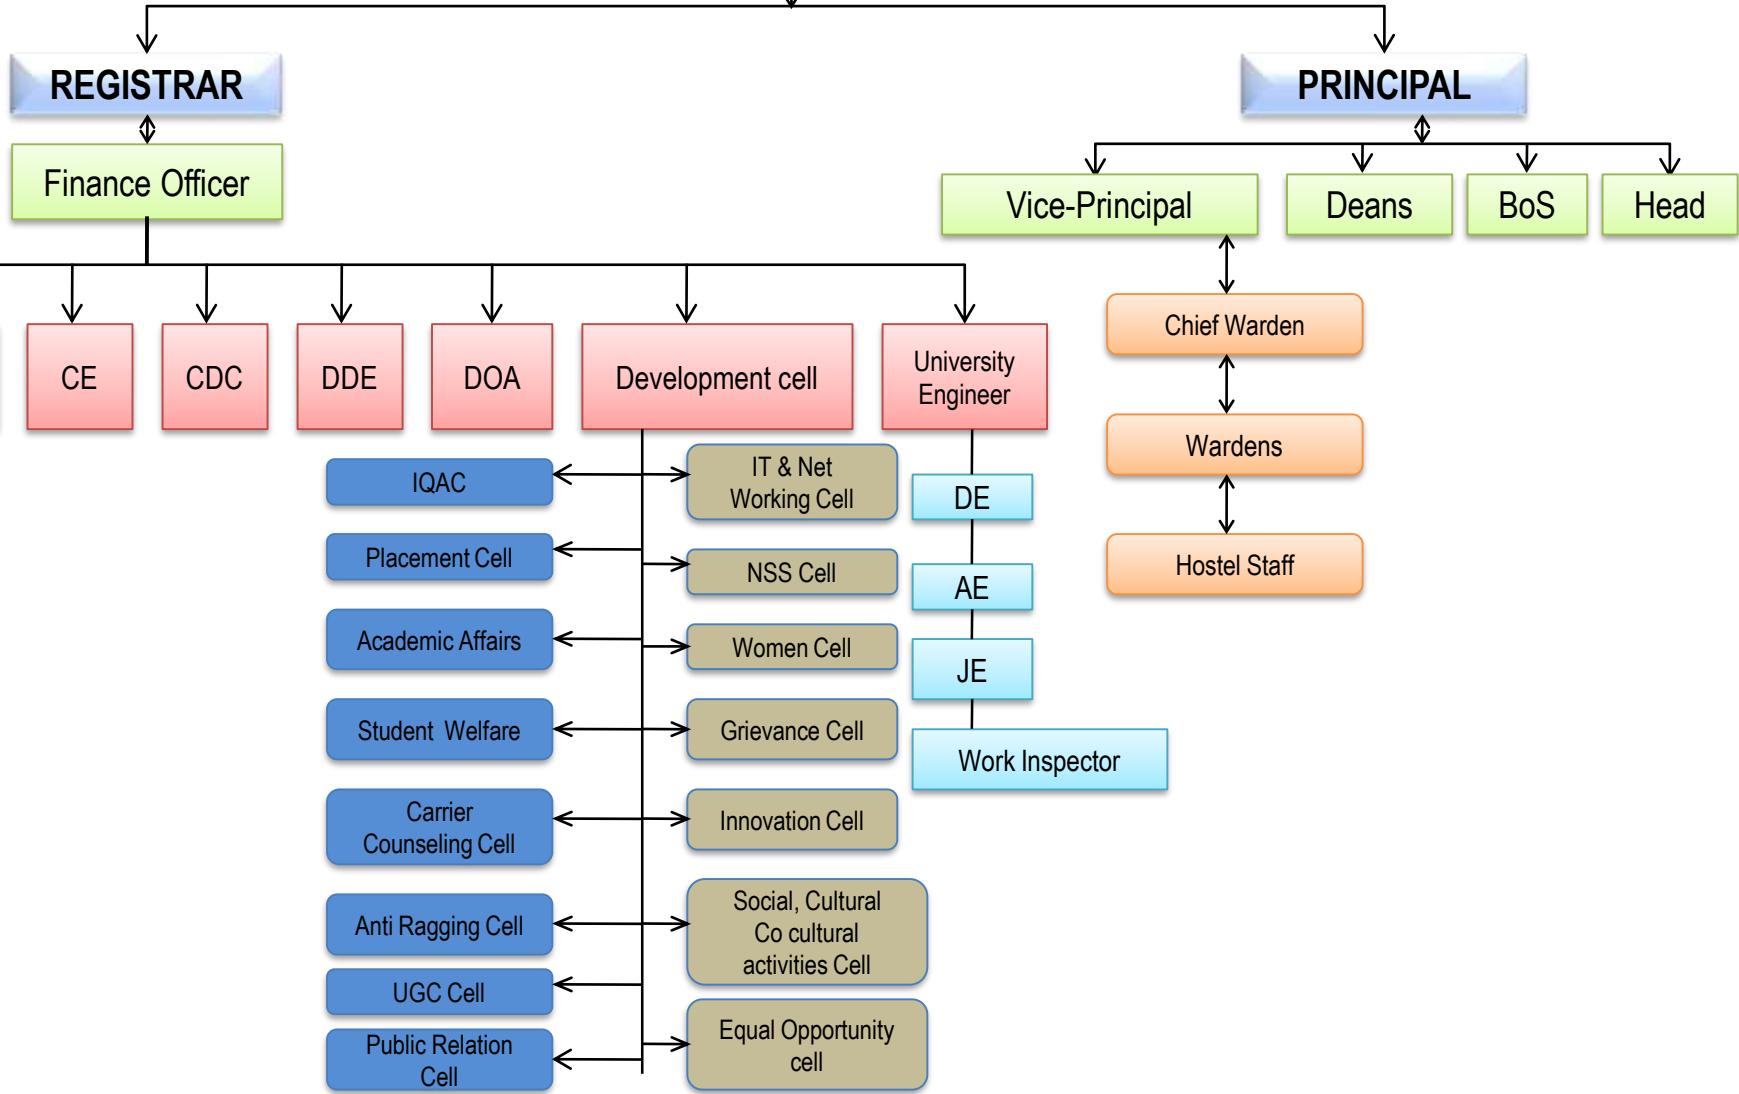 REGISTRAR
PRINCIPAL
Finance Officer
Vice-Principal
Deans
BoS
Head
CE
CDC
DDE
DOA
Development cell
University
Engineer
Chief Warden
Wardens
Hostel Staff
IQAC
IT & Net
Working Cell
DE
Placement Cell
NSS Cell
AE
Academic Affairs
Women Cell
JE
Student Welfare
Grievance Cell
Work Inspector
Carrier
Counseling Cell
Innovation Cell
Anti Ragging Cell
Social, Cultural
Co cultural
activities Cell
UGC Cell
Public Relation
Cell
Equal Opportunity
cell